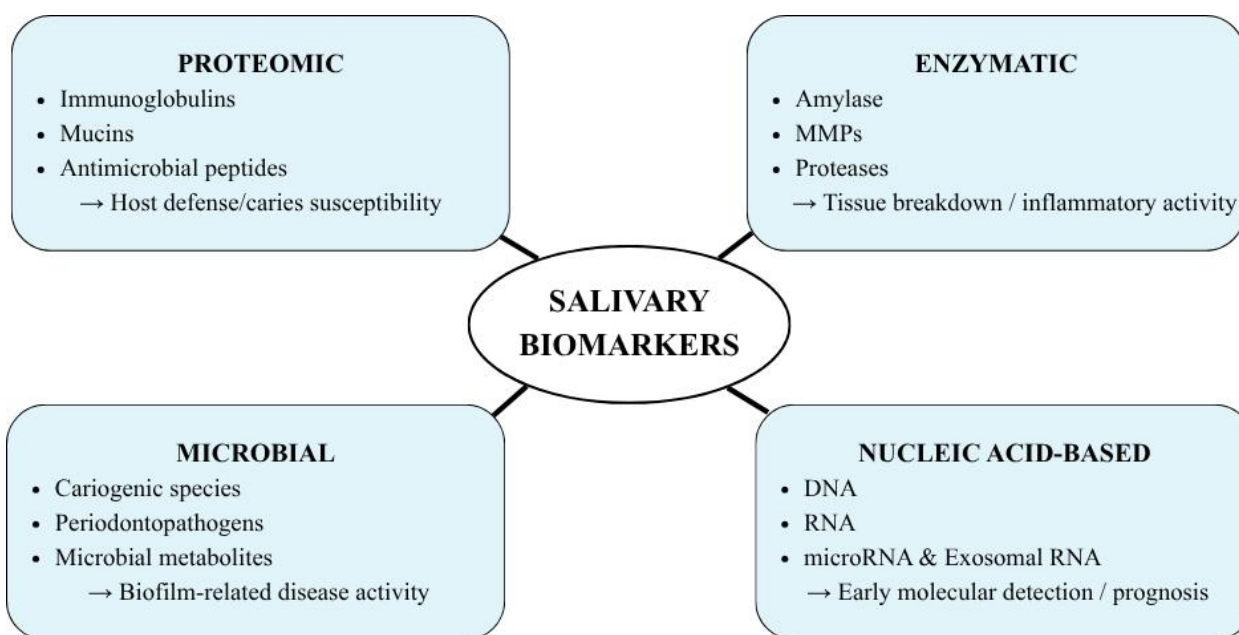 PROTEOMIC
• Immunoglobulins
• Mucins
• Antimicrobial peptides
→ Host defense/caries susceptibility
ENZYMATIC
• Amylase
• MMPs
• Proteases
→ Tissue breakdown / inflammatory activity
SALIVARY
BIOMARKERS
MICROBIAL
• Cariogenic species
• Periodontopathogens
• Microbial metabolites
→ Biofilm-related disease activity
NUCLEIC ACID-BASED
• DNA
• RNA
• microRNA & Exosomal RNA
→ Early molecular detection / prognosis